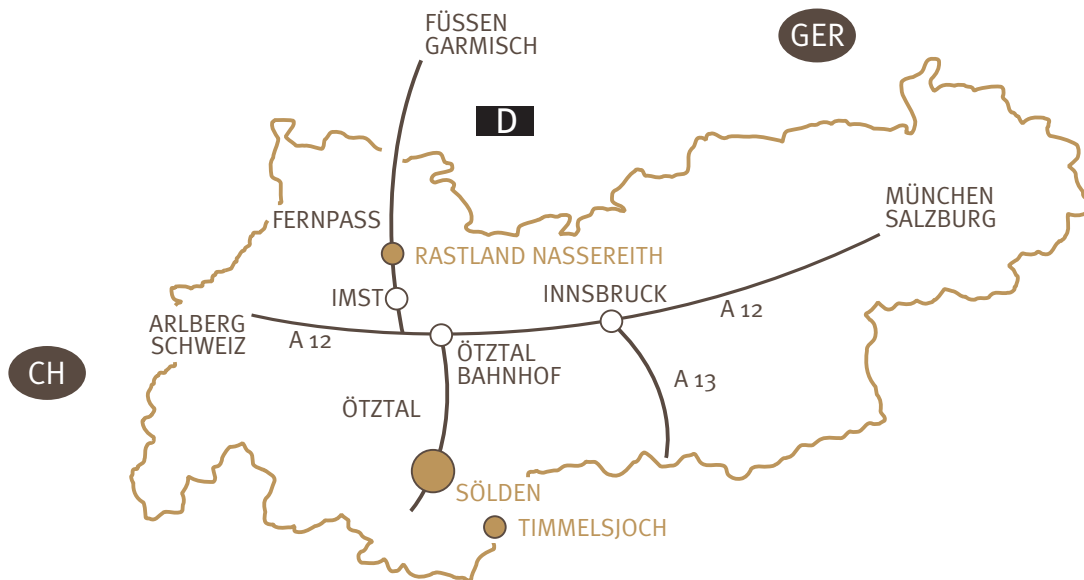 FÜSSEN
GARMISCH
GER
D
MÜNCHEN
SALZBURG
FERNPASS
RASTLAND NASSEREITH
IMST
INNSBRUCK
A 12
ARLBERG
SCHWEIZ
A 12
ÖTZTAL
BAHNHOF
CH
A 13
ÖTZTAL
SÖLDEN
TIMMELSJOCH